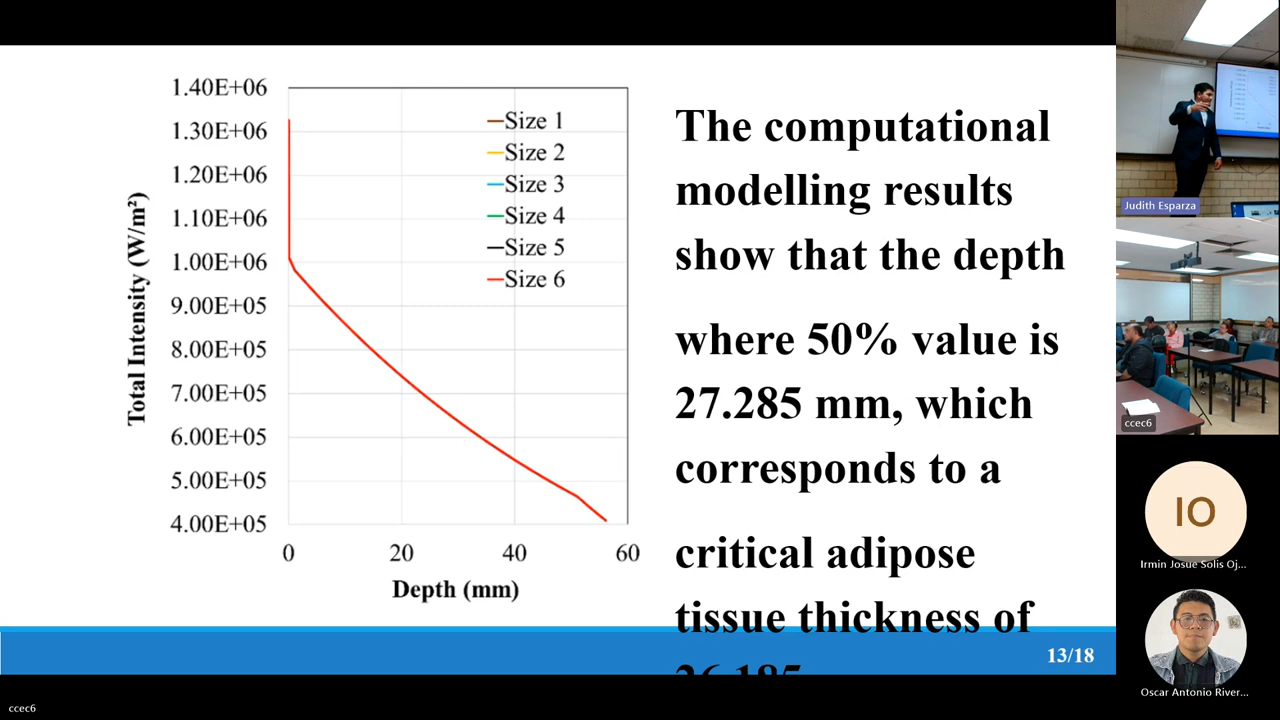 1.40E+06
1.30E+06
1.20E+06
1.10E+06
1.00E+06
9.00E+05
8.00E+05
7.00E+05
6.00E+05
5.00E+05
4.00E+05
Total Intensity (W/m²)
0 20 40 60
Depth (mm)
Size 1
Size 2
Size 3
Size 4
Size 5
Size 6
The computational
modelling results
show that the depth
where 50% value is
27.285 mm, which
corresponds to a
critical adipose
tissue thickness of
26.185
13/18
Judith Esparza
ccec6
IO
Irmin Josue Solis Oj...
Oscar Antonio River...
ccec6